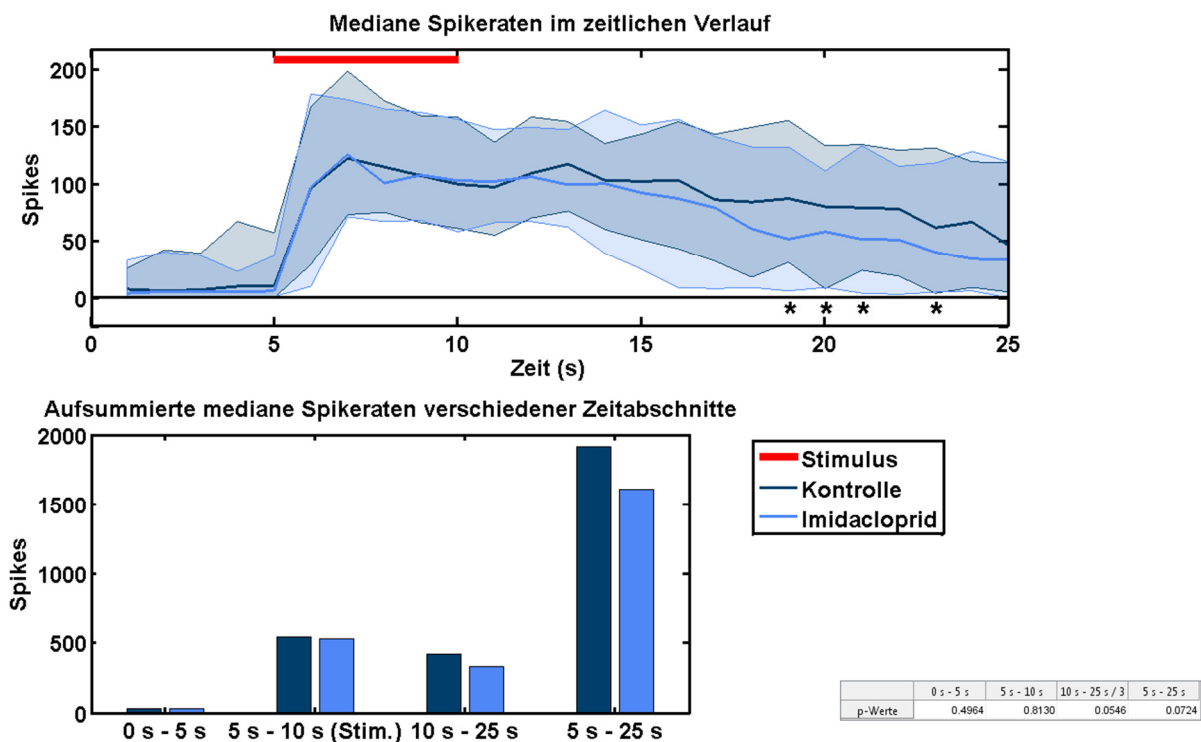 Mediane Spikeraten im zeitlichen Verlauf
200
150
100
50
0
Spikes
* * * *
0 5 10 15 20 25
Zeit (s)
Aufsummierte mediane Spikeraten verschiedener Zeitabschnitte
2000
1500
1000
500
0
Spikes
0 s - 5 s 5 s - 10 s (Stim.) 10 s - 25 s 5 s - 25 s
Stimulus
Kontrolle
Imidacloprid
0 s - 5 s 5 s - 10 s 10 s - 25 s / 3 5 s - 25 s
p-Werte 0.4964 0.8130 0.0546 0.0724